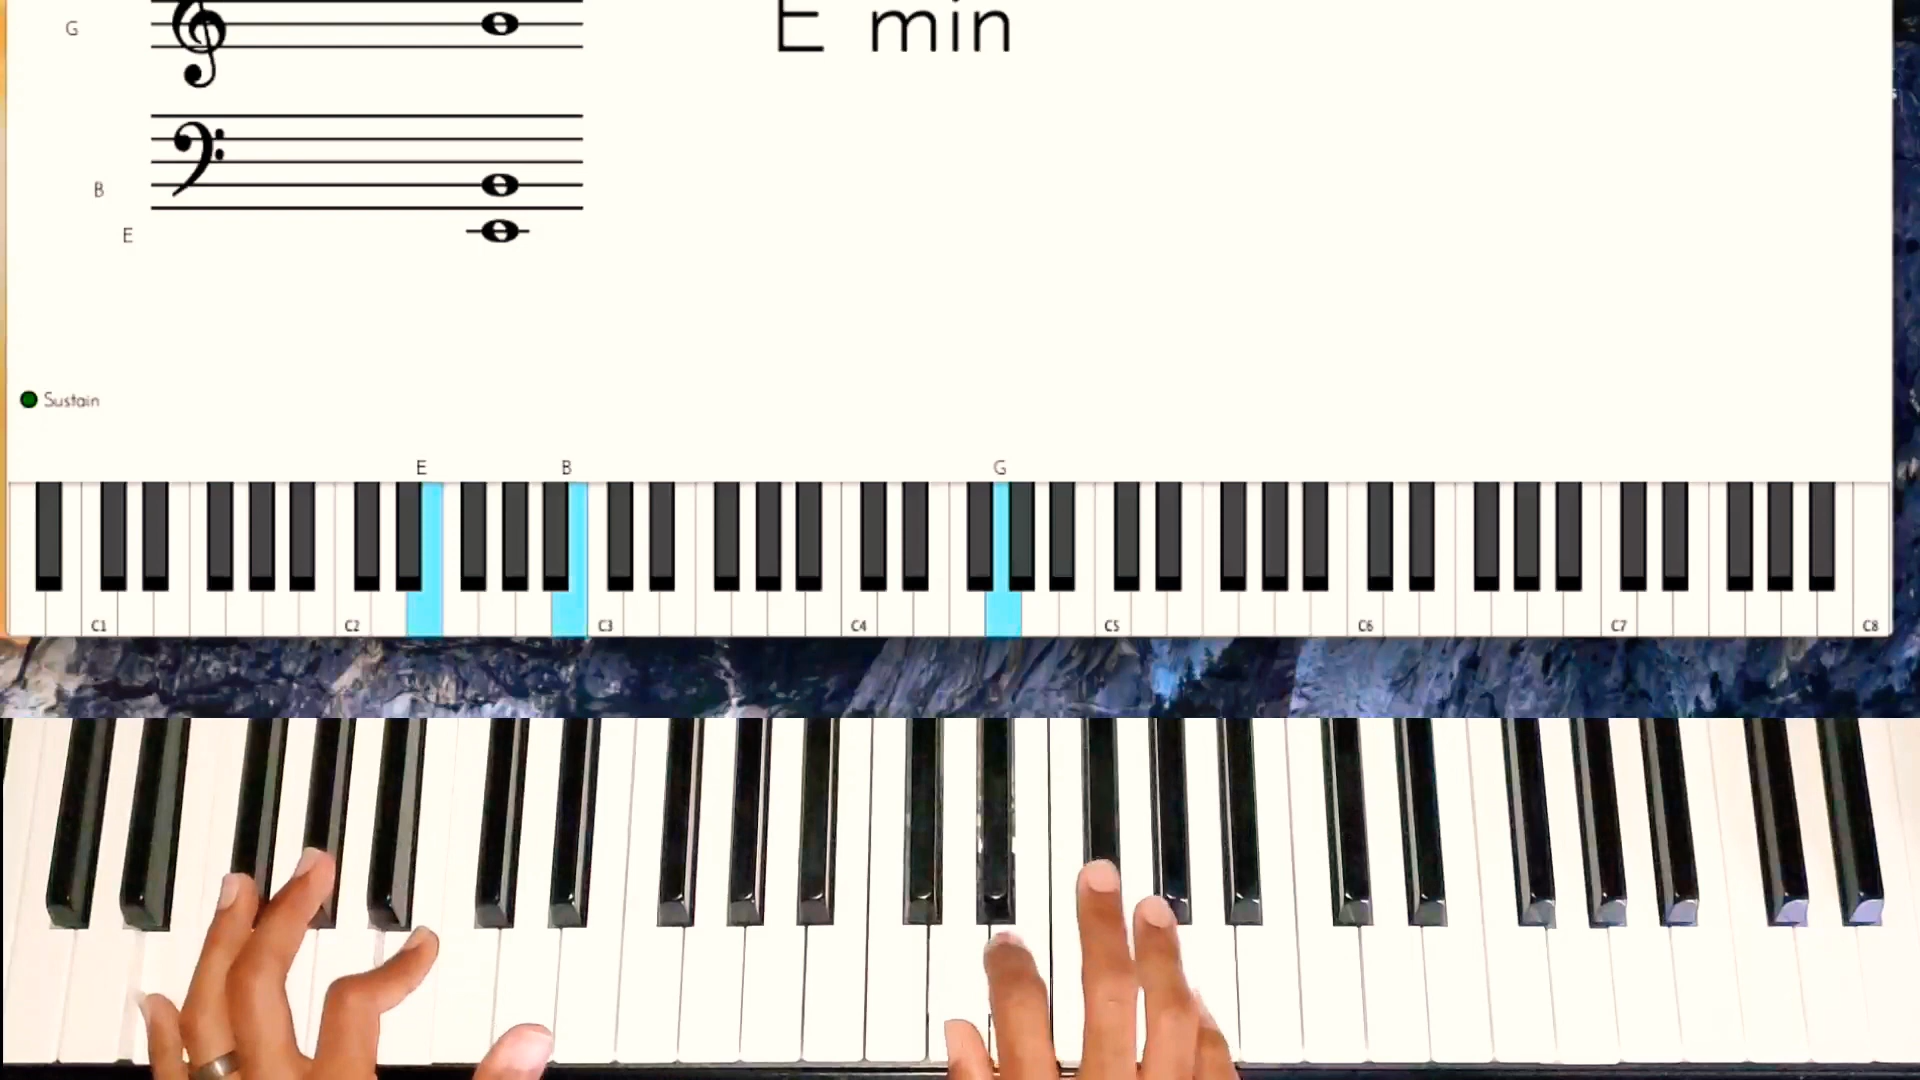 G
E min
B
E
Sustain
E B G
C1 C2 C3 C4 C5 C6 C7 C8